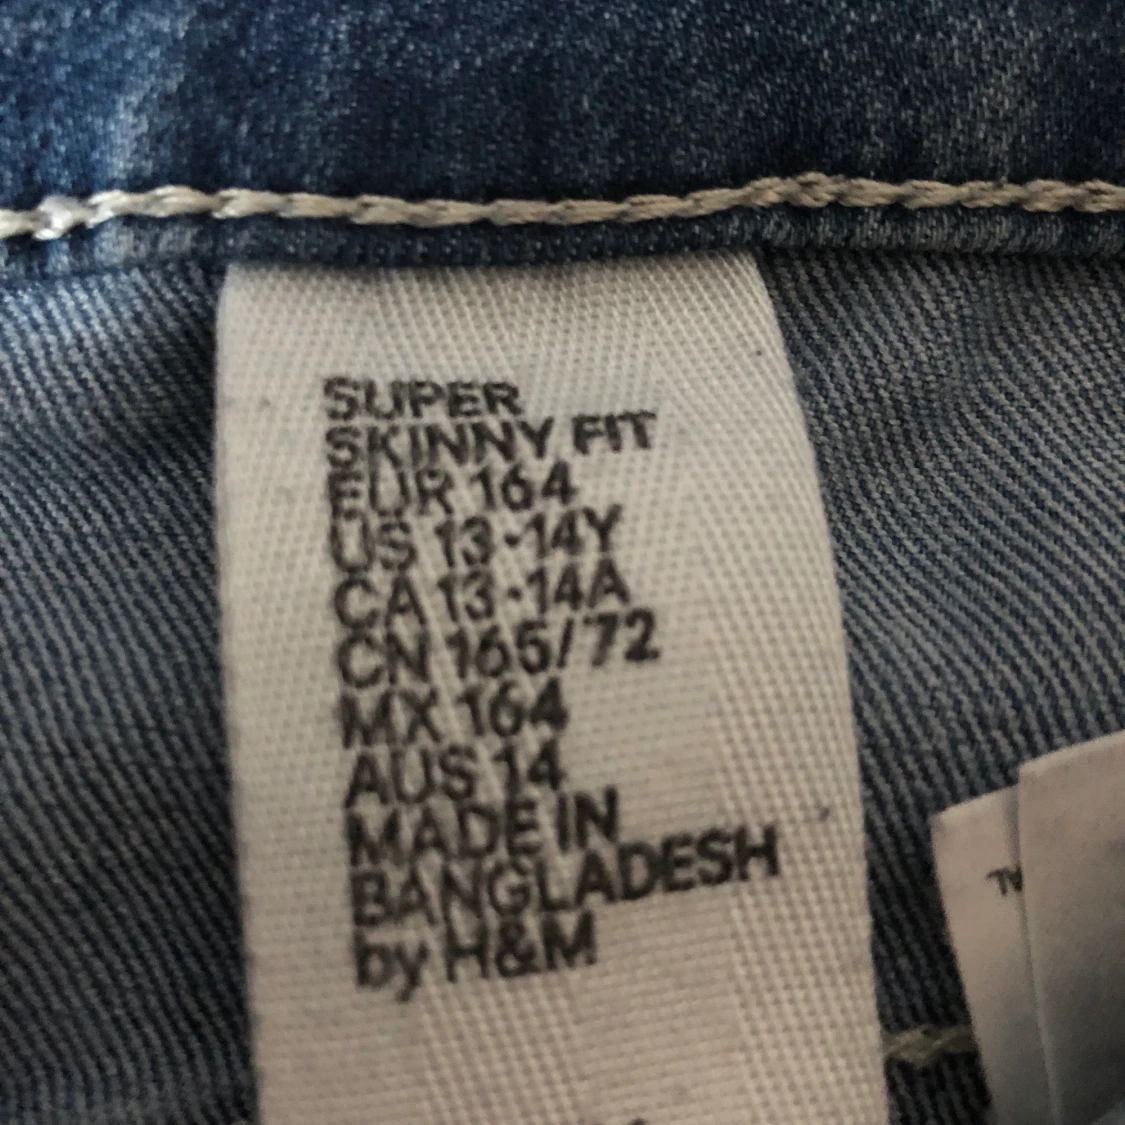 SUPER
SKINNY FIT
EUR 164
US 13-14Y
CA 13-14A
CN 165/72
MX 164
AUS 14
MADE IN
BANGLADESH
by H&M